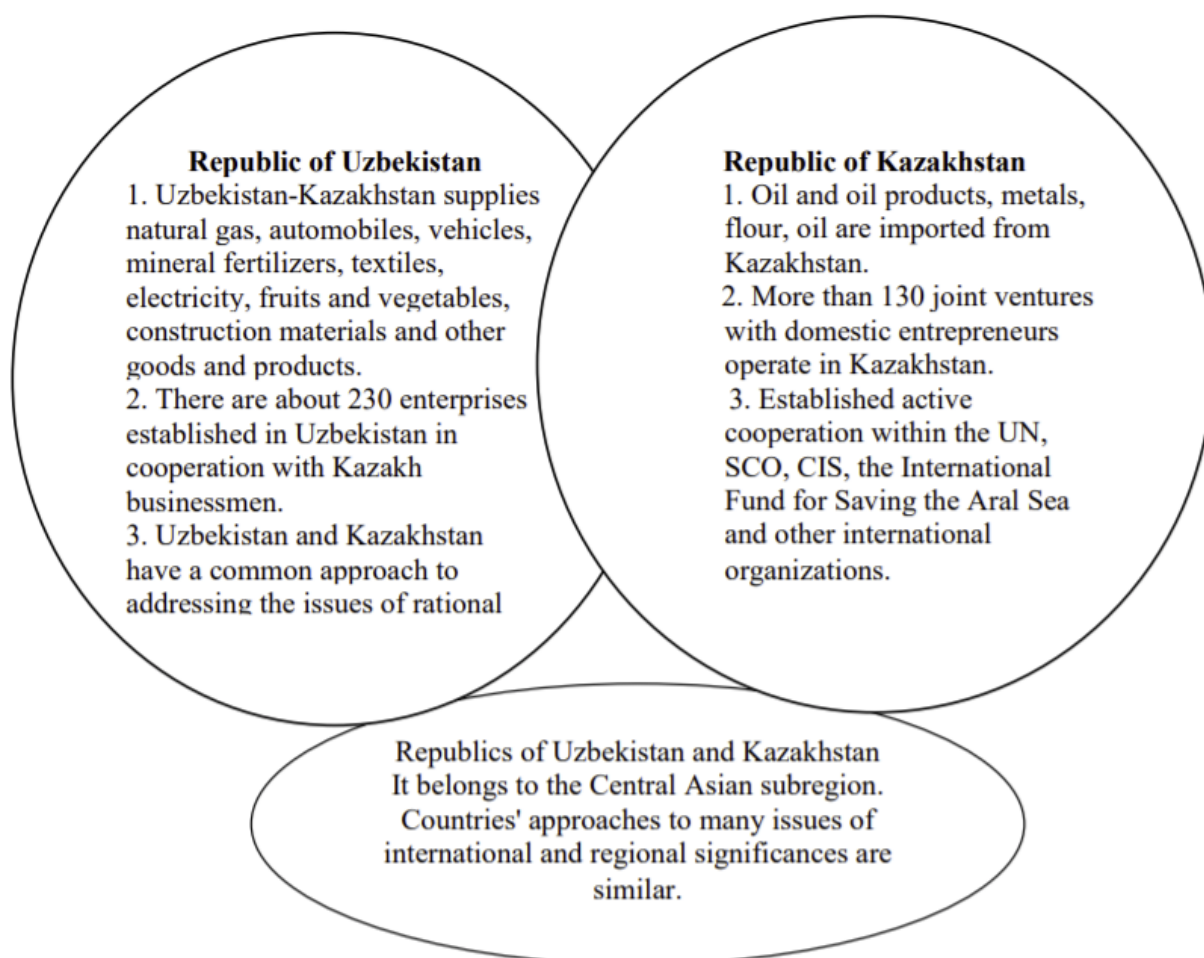 Republic of Uzbekistan
1. Uzbekistan-Kazakhstan supplies
natural gas, automobiles, vehicles,
mineral fertilizers, textiles,
electricity, fruits and vegetables,
construction materials and other
goods and products.
2. There are about 230 enterprises
established in Uzbekistan in
cooperation with Kazakh
businessmen.
3. Uzbekistan and Kazakhstan
have a common approach to
addressing the issues of rational
Republic of Kazakhstan
1. Oil and oil products, metals,
flour, oil are imported from
Kazakhstan.
2. More than 130 joint ventures
with domestic entrepreneurs
operate in Kazakhstan.
3. Established active
cooperation within the UN,
SCO, CIS, the International
Fund for Saving the Aral Sea
and other international
organizations.
Republics of Uzbekistan and Kazakhstan
It belongs to the Central Asian subregion.
Countries' approaches to many issues of
international and regional significances are
similar.